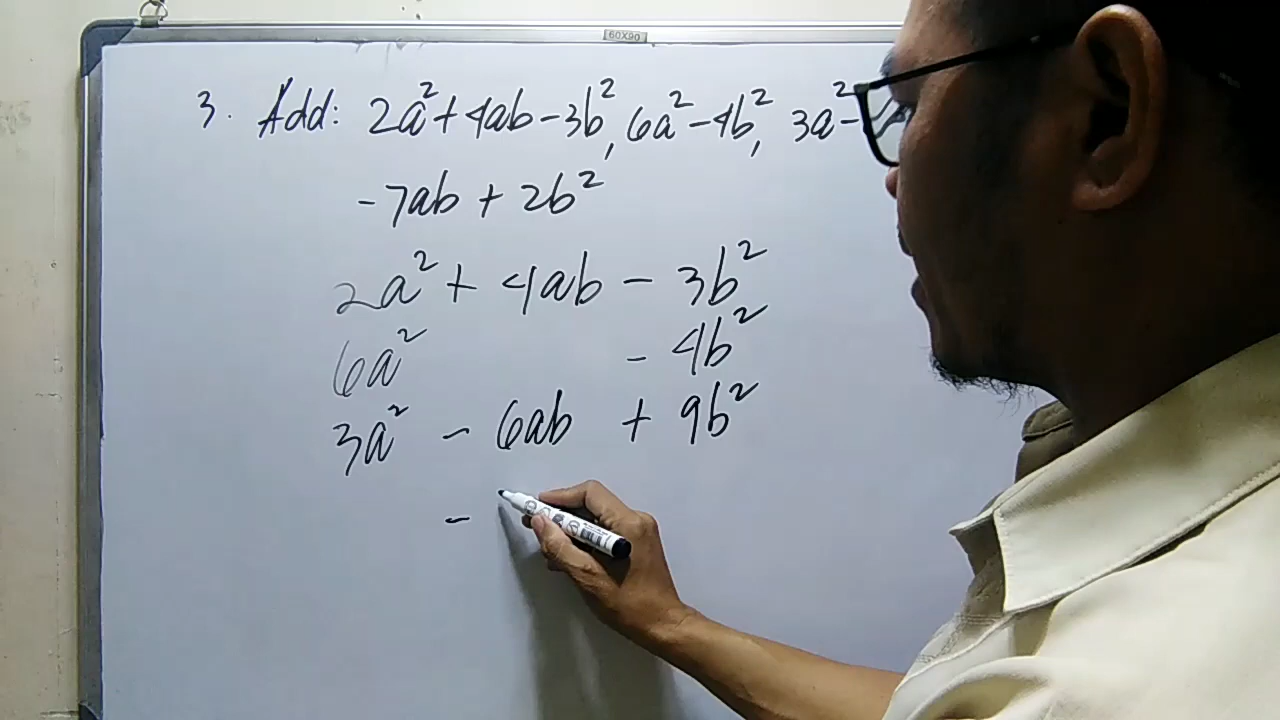 60X90
3. Add: 2a² + 4ab - 3b², 6a² - 4b², 3a² -
- 7ab + 2b²
2a² + 4ab - 3b²
6a² - 4b²
3a² - 6ab + 9b²
-